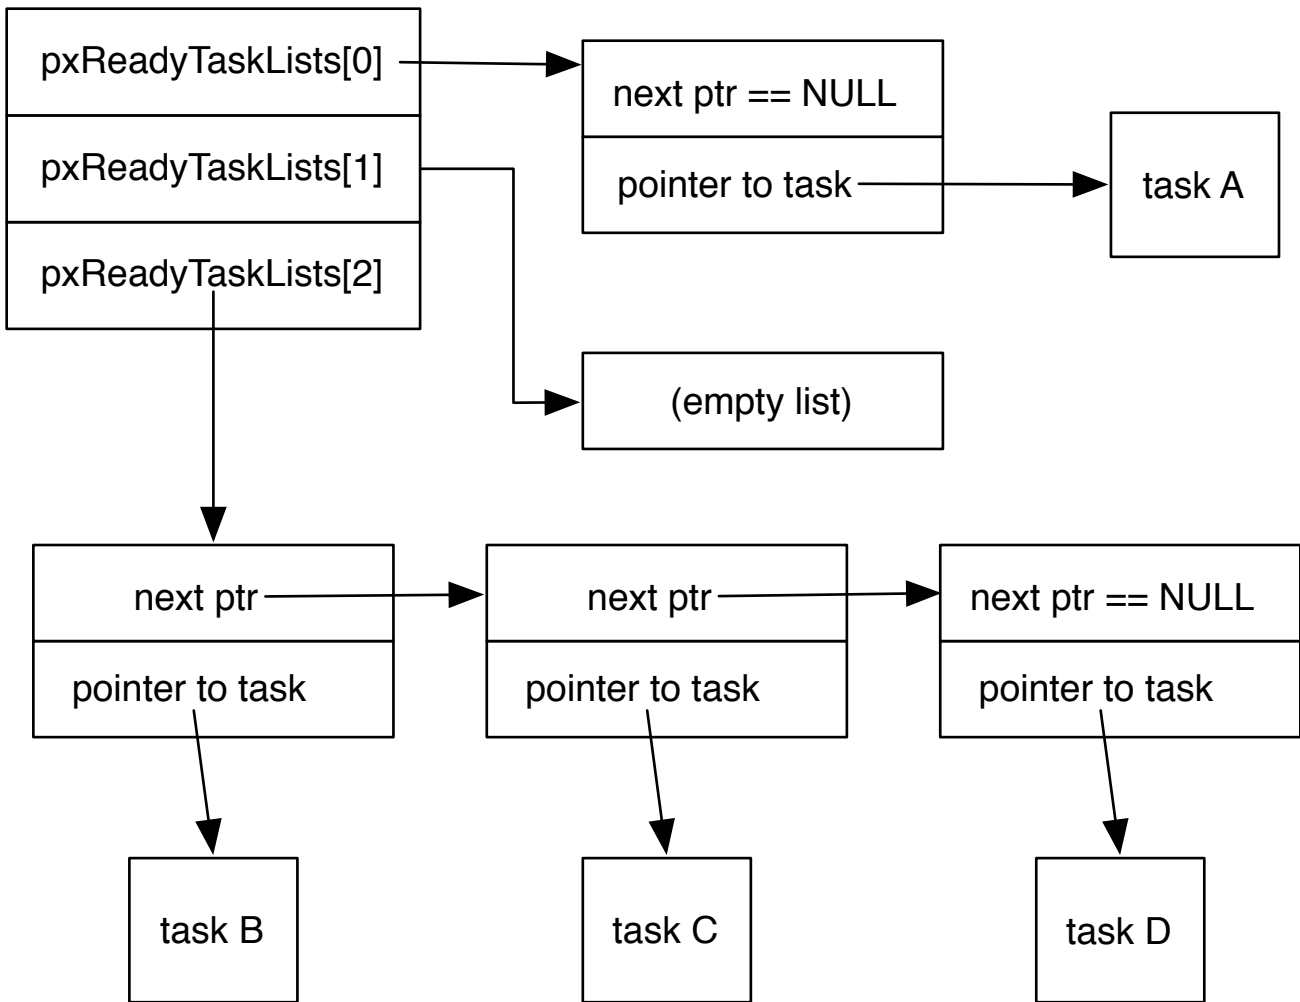 pxReadyTaskLists[0]
next ptr == NULL
pxReadyTaskLists[1]
pointer to task
task A
pxReadyTaskLists[2]
(empty list)
next ptr
next ptr
next ptr == NULL
pointer to task
pointer to task
pointer to task
task B
task C
task D